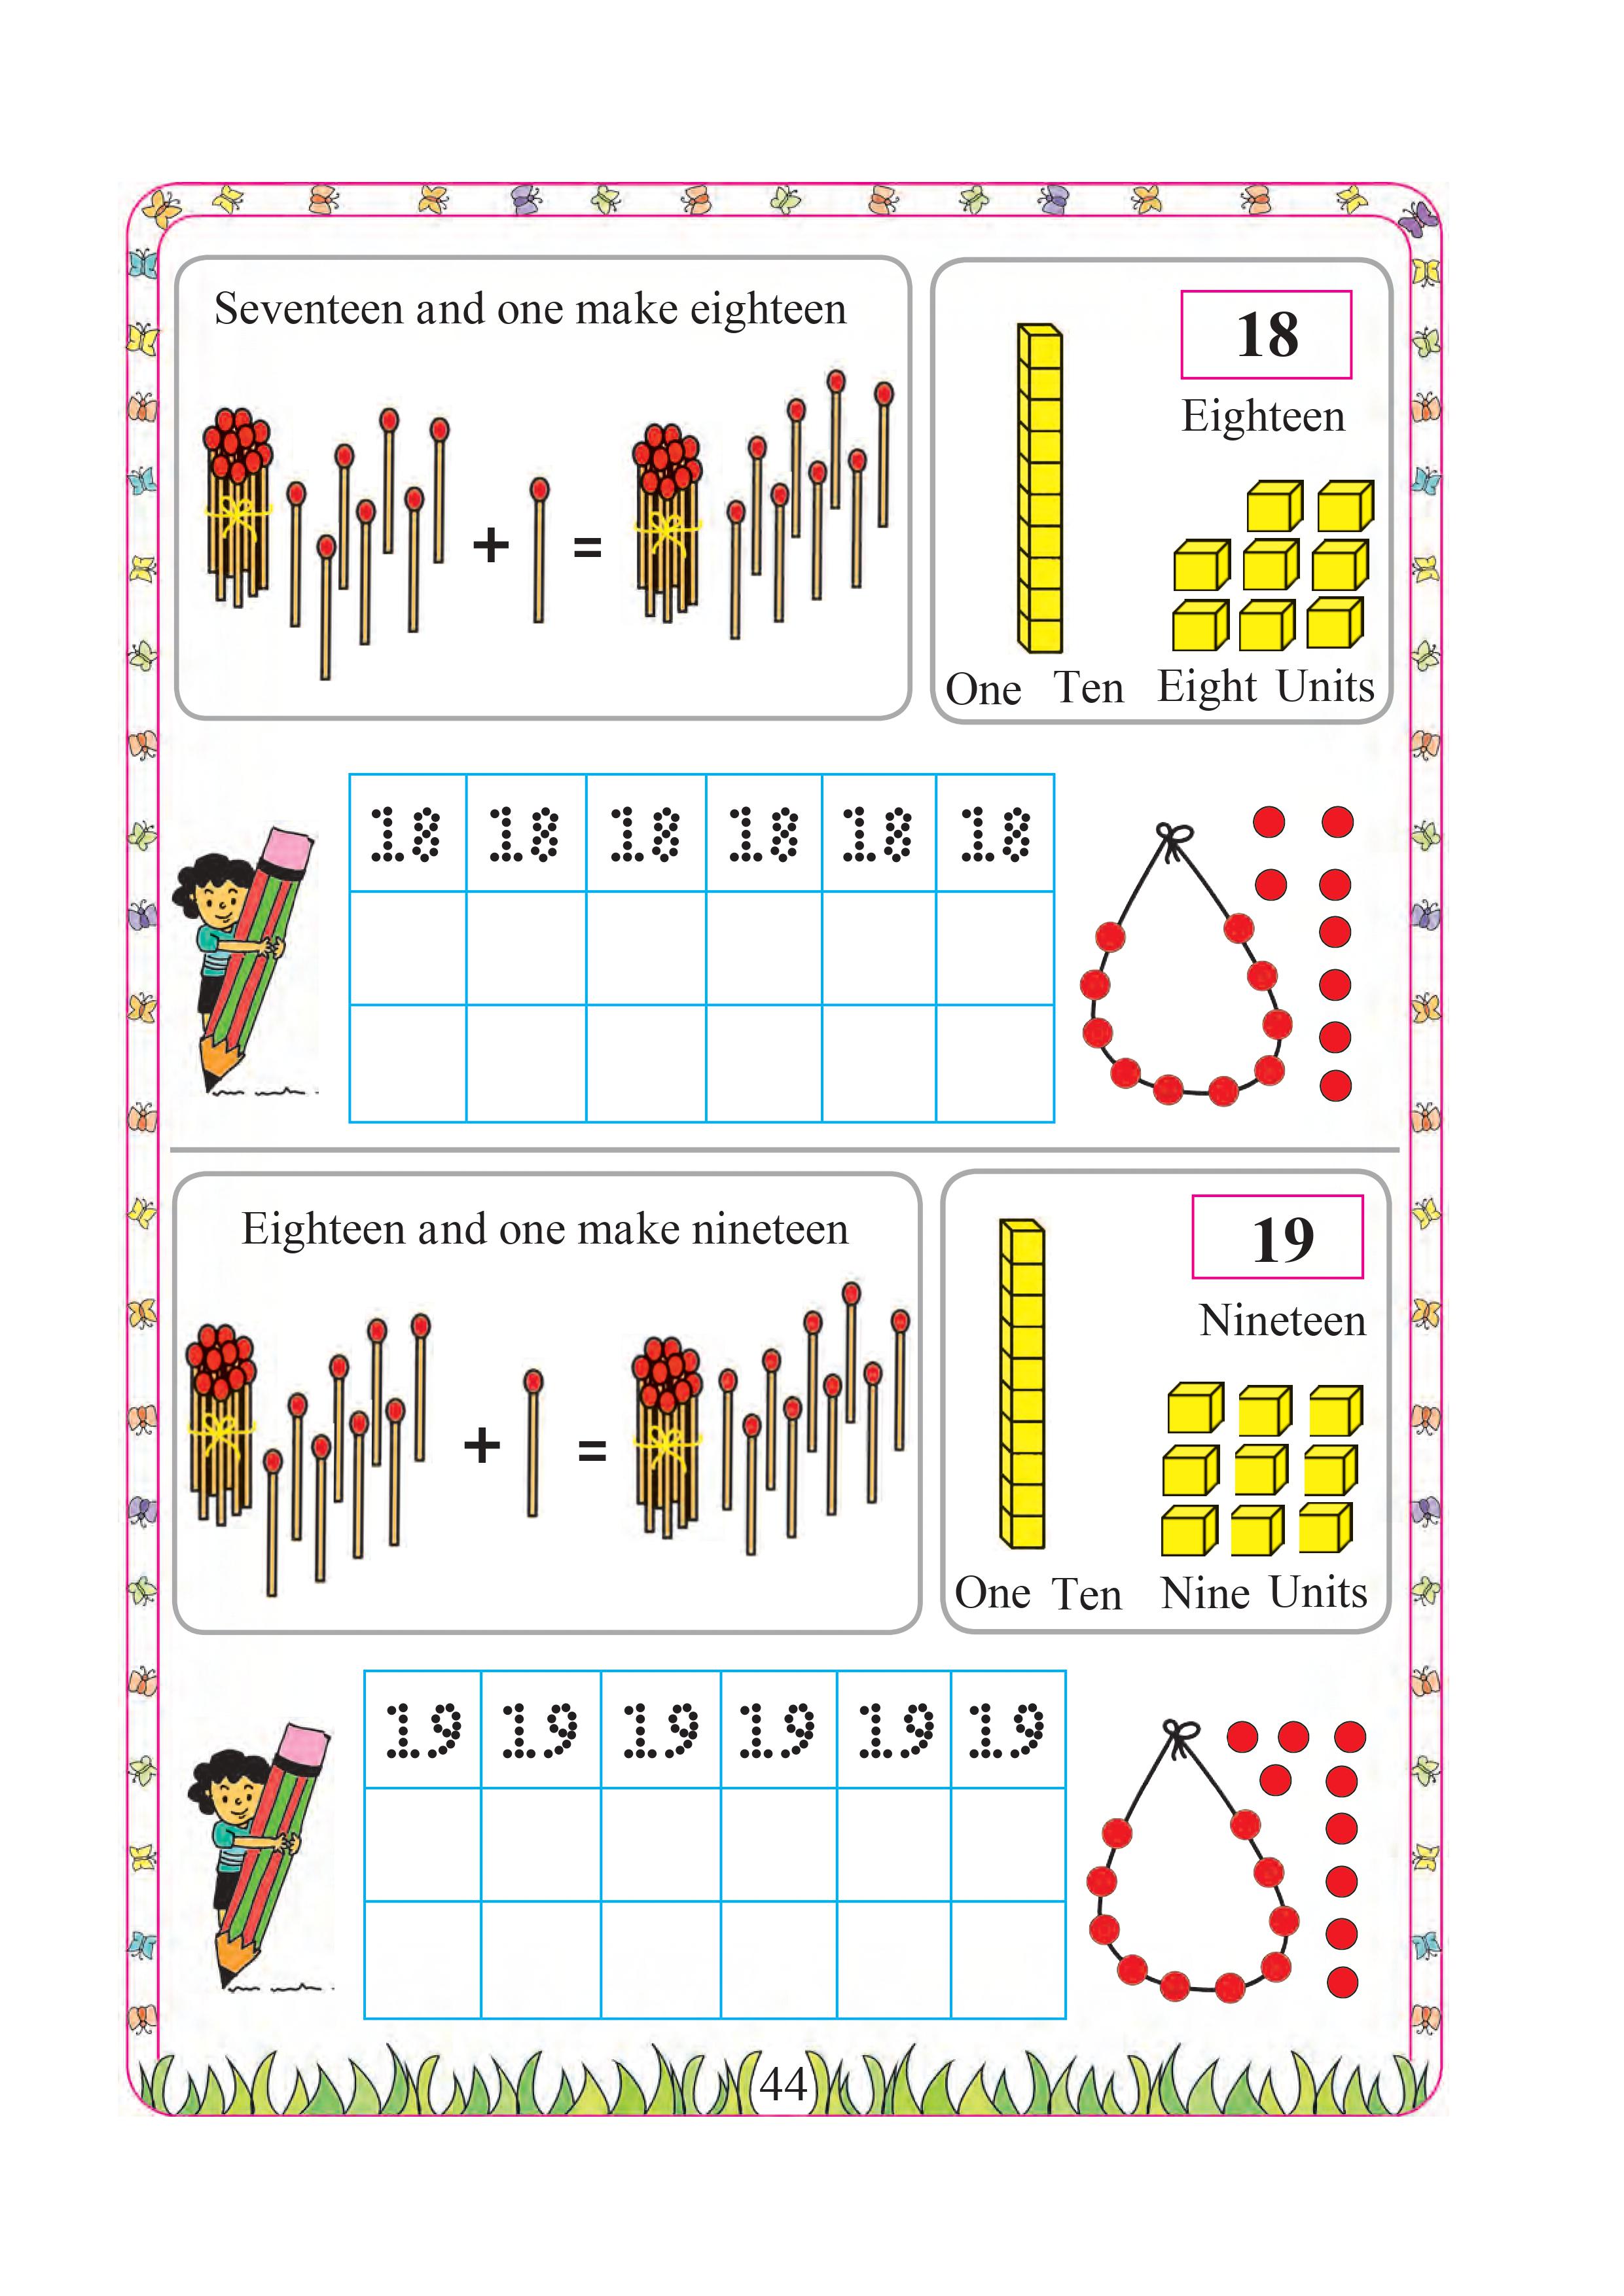 Seventeen and one make eighteen
+ =
18
Eighteen
One Ten Eight Units
18 18 18 18 18 18
Eighteen and one make nineteen
+ =
19
Nineteen
One Ten Nine Units
19 19 19 19 19 19
44